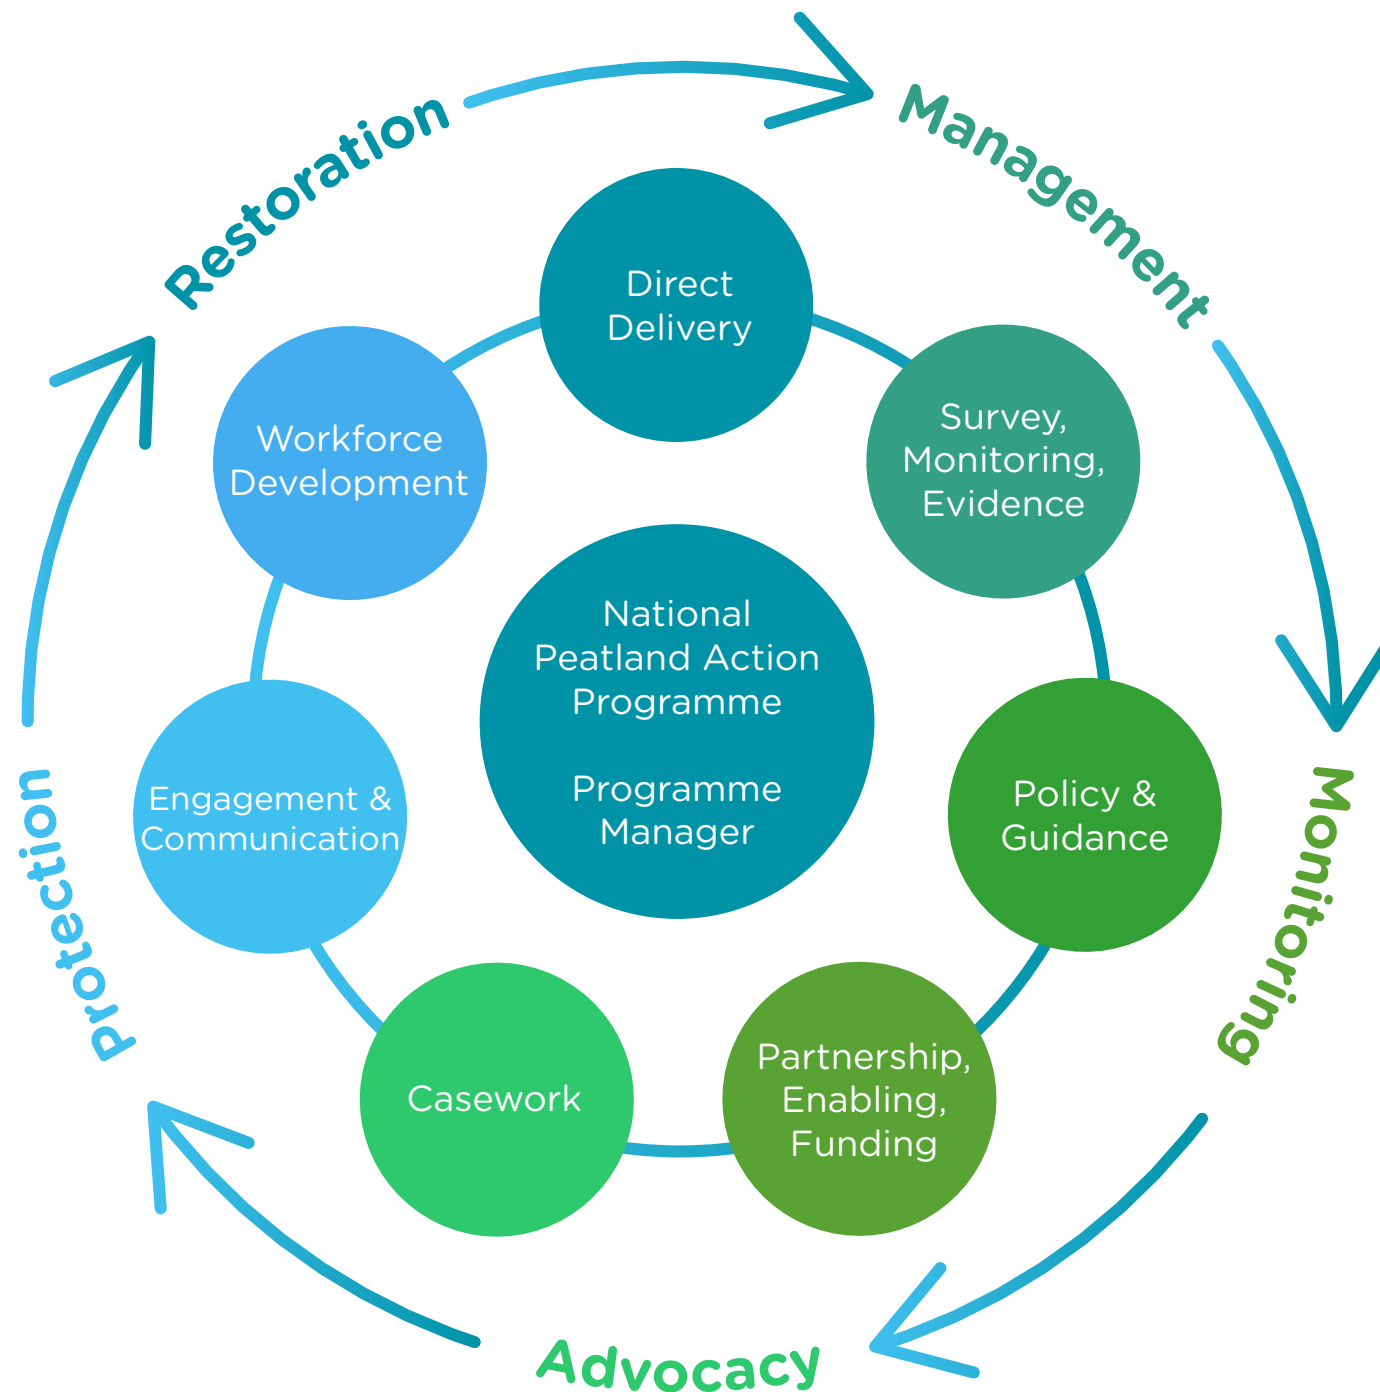 Restoration
Management
Monitoring
Advocacy
Protection
Direct
Delivery
Survey,
Monitoring,
Evidence
Policy &
Guidance
Partnership,
Enabling,
Funding
Casework
Engagement &
Communication
Workforce
Development
National
Peatland Action
Programme
Programme
Manager